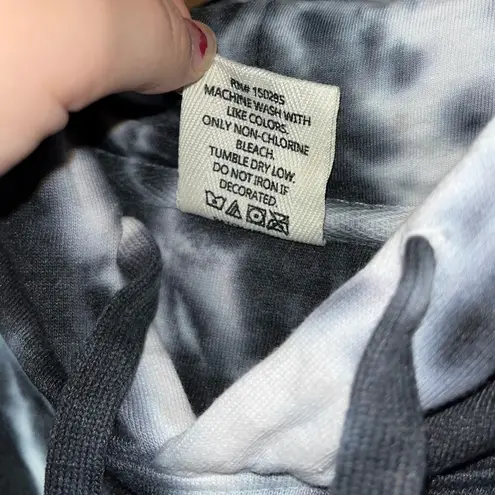 RN# 150285
MACHINE WASH WITH
LIKE COLORS.
ONLY NON-CHLORINE
BLEACH.
TUMBLE DRY LOW.
DO NOT IRON IF
DECORATED.